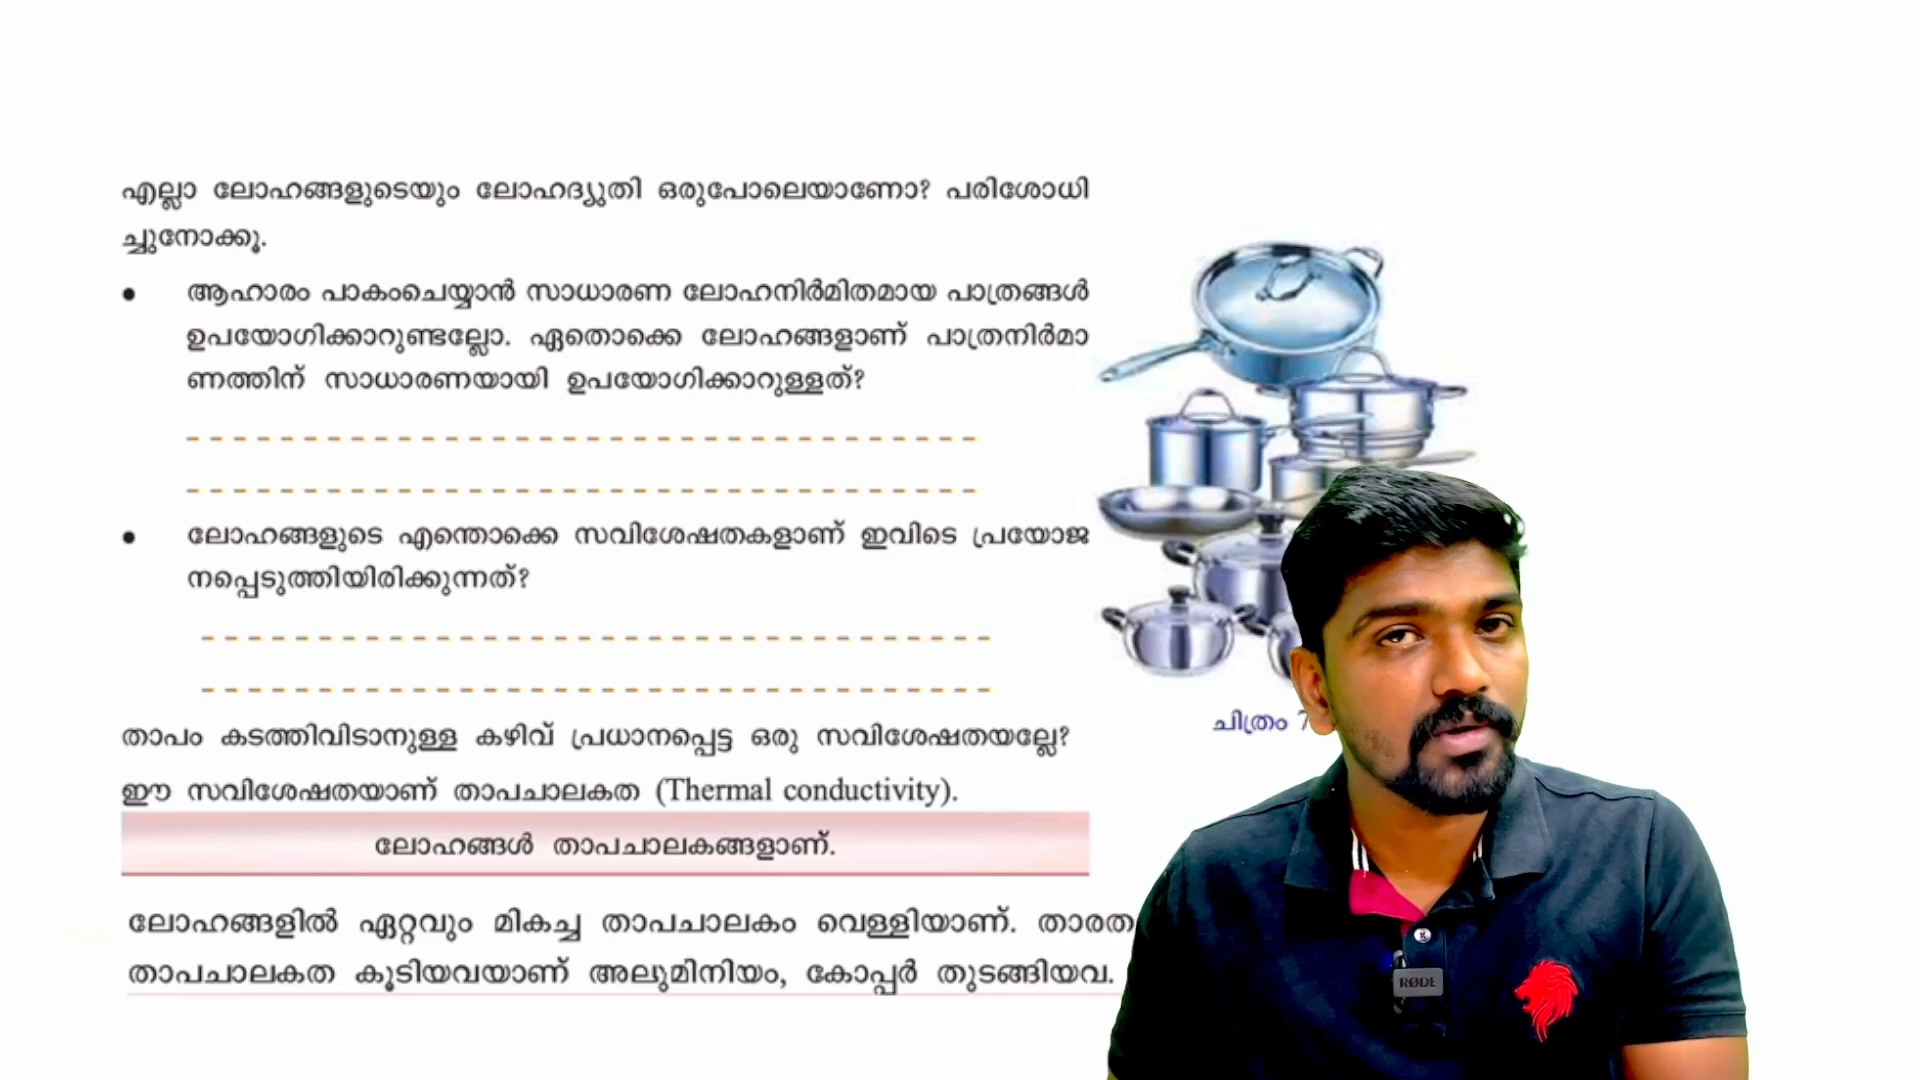 എല്ലാ ലോഹങ്ങളുടെയും ലോഹദ്യുതി ഒരുപോലെയാണോ? പരിശോധി
ച്ചുനോക്കൂ.
• ആഹാരം പാകംചെയ്യാൻ സാധാരണ ലോഹനിർമിതമായ പാത്രങ്ങൾ
ഉപയോഗിക്കാറുണ്ടല്ലോ. ഏതൊക്കെ ലോഹങ്ങളാണ് പാത്രനിർമാ
ണത്തിന് സാധാരണയായി ഉപയോഗിക്കാറുള്ളത്?
• ലോഹങ്ങളുടെ എന്തൊക്കെ സവിശേഷതകളാണ് ഇവിടെ പ്രയോജ
നപ്പെടുത്തിയിരിക്കുന്നത്?
ചിത്രം 7
താപം കടത്തിവിടാനുള്ള കഴിവ് പ്രധാനപ്പെട്ട ഒരു സവിശേഷതയല്ലേ?
ഈ സവിശേഷതയാണ് താപചാലകത (Thermal conductivity).
ലോഹങ്ങൾ താപചാലകങ്ങളാണ്.
ലോഹങ്ങളിൽ ഏറ്റവും മികച്ച താപചാലകം വെള്ളിയാണ്. താരത
താപചാലകത കൂടിയവയാണ് അലുമിനിയം, കോപ്പർ തുടങ്ങിയവ.
RØDE